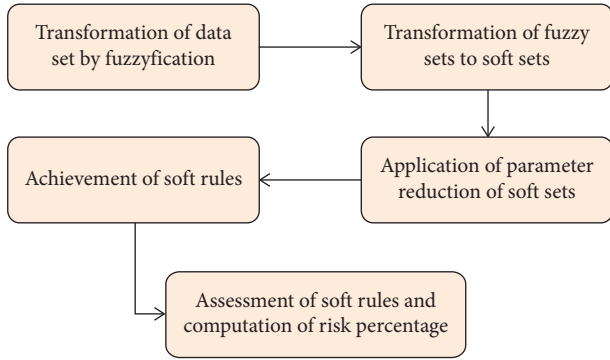 Transformation of data
set by fuzzyfication
Transformation of fuzzy
sets to soft sets
Application of parameter
reduction of soft sets
Achievement of soft rules
Assessment of soft rules and
computation of risk percentage